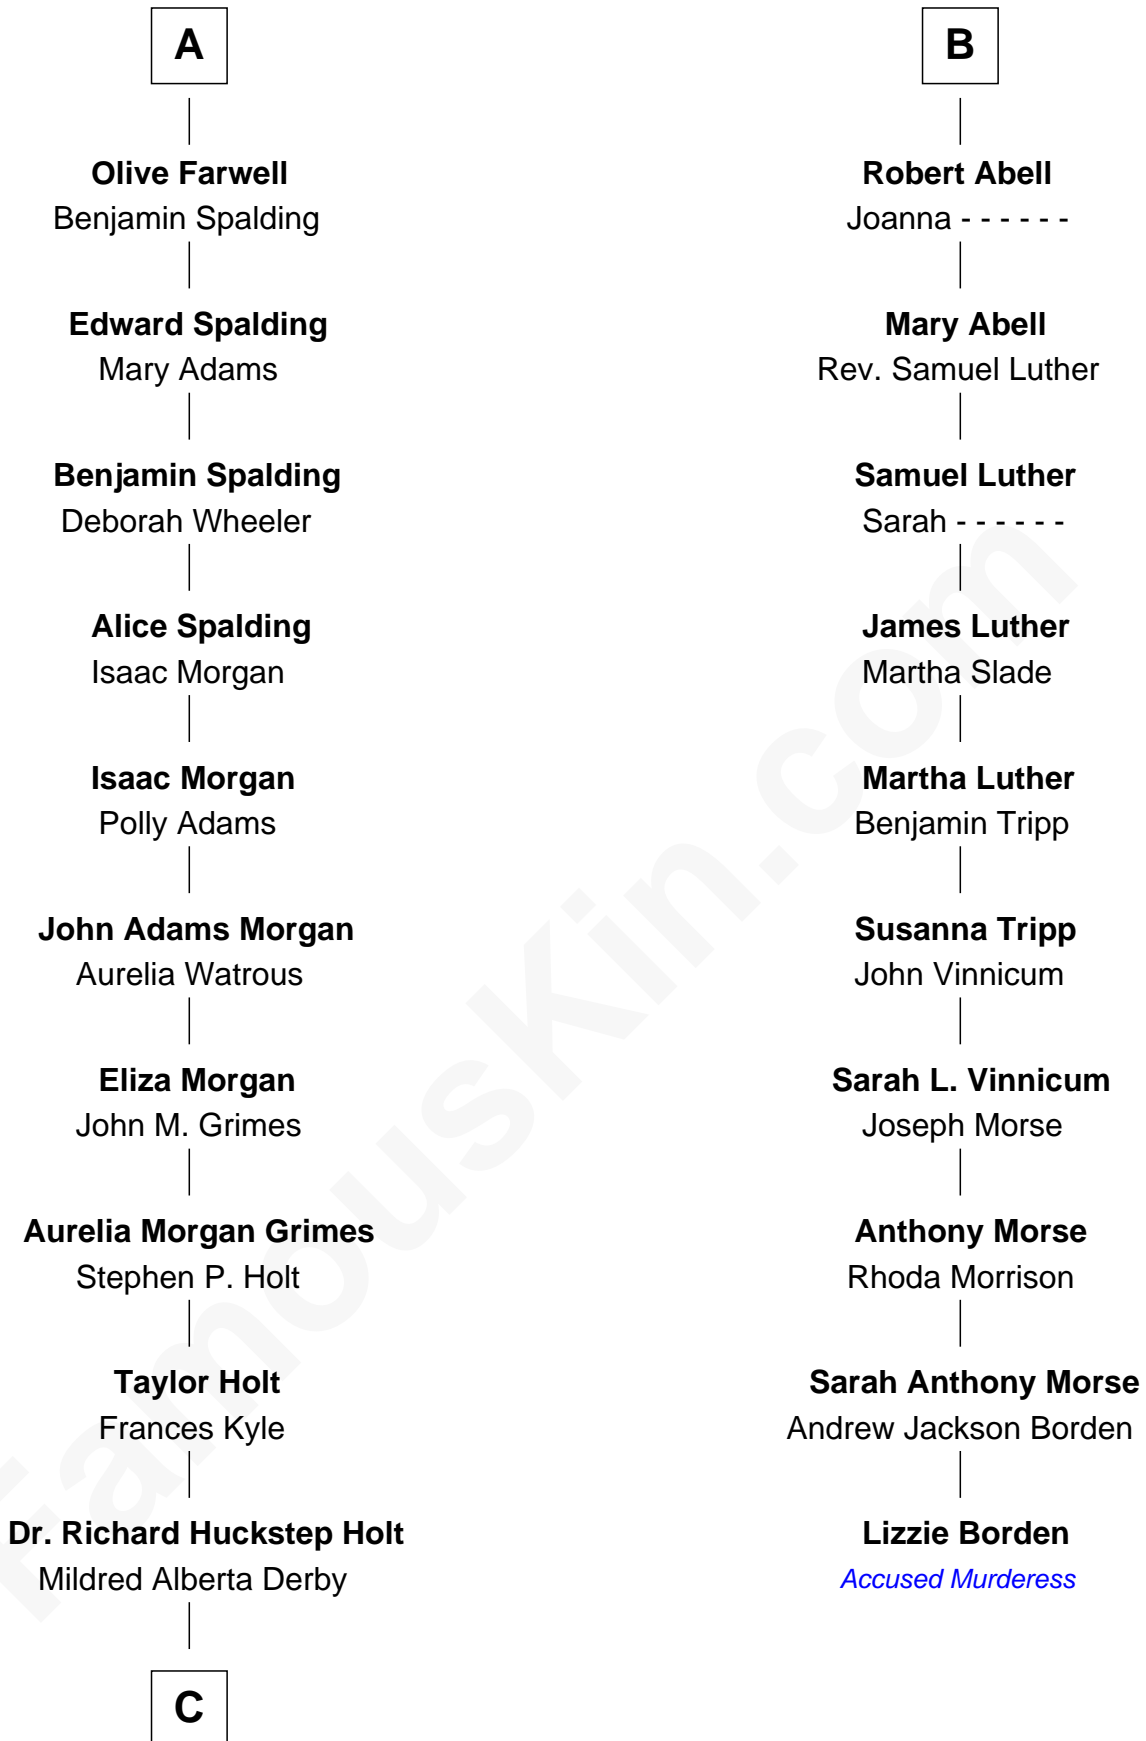 A
Olive Farwell
Benjamin Spalding
Edward Spalding
Mary Adams
Benjamin Spalding
Deborah Wheeler
Alice Spalding
Isaac Morgan
Isaac Morgan
Polly Adams
John Adams Morgan
Aurelia Watrous
Eliza Morgan
John M. Grimes
Aurelia Morgan Grimes
Stephen P. Holt
Taylor Holt
Frances Kyle
Dr. Richard Huckstep Holt
Mildred Alberta Derby
C
B
Robert Abell
Joanna - - - - - -
Mary Abell
Rev. Samuel Luther
Samuel Luther
Sarah - - - - - -
James Luther
Martha Slade
Martha Luther
Benjamin Tripp
Susanna Tripp
John Vinnicum
Sarah L. Vinnicum
Joseph Morse
Anthony Morse
Rhoda Morrison
Sarah Anthony Morse
Andrew Jackson Borden
Lizzie Borden
Accused Murderess
FamousKin.com